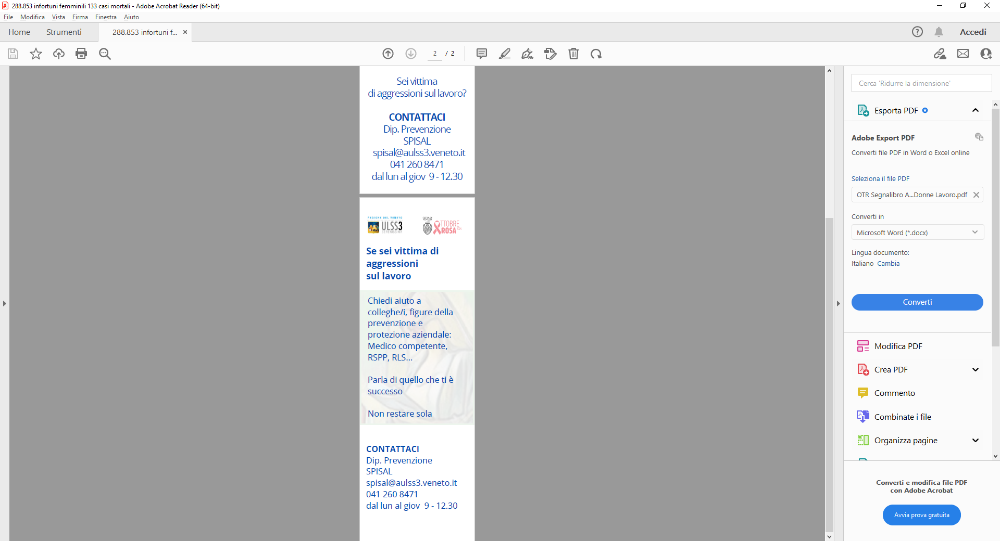 288.853 infortuni femminili 133 casi mortali - Adobe Acrobat Reader (64-bit)
File Modifica Vista Firma Finestra Aiuto
Home Strumenti 288.853 infortuni f... Accedi
2 / 2
Sei vittima
di aggressioni sul lavoro?
CONTATTACI
Dip. Prevenzione
SPISAL
spisal@aulss3.veneto.it
041 260 8471
dal lun al giov 9 - 12.30
REGIONE DEL VENETO
ULSS3
SERENISSIMA
OTTOBRE
ROSA
Se sei vittima di
aggressioni
sul lavoro
Chiedi aiuto a
colleghe/i, figure della
prevenzione e
protezione aziendale:
Medico competente,
RSPP, RLS...
Parla di quello che ti è
successo
Non restare sola
CONTATTACI
Dip. Prevenzione
SPISAL
spisal@aulss3.veneto.it
041 260 8471
dal lun al giov 9 - 12.30
Cerca 'Ridurre la dimensione'
Esporta PDF
Adobe Export PDF
Converti file PDF in Word o Excel online
Seleziona il file PDF
OTR Segnalibro A...Donne Lavoro.pdf
Converti in
Microsoft Word (*.docx)
Lingua documento:
Italiano Cambia
Converti
Modifica PDF
Crea PDF
Commento
Combinate i file
Organizza pagine
Converti e modifica file PDF
con Adobe Acrobat
Avvia prova gratuita